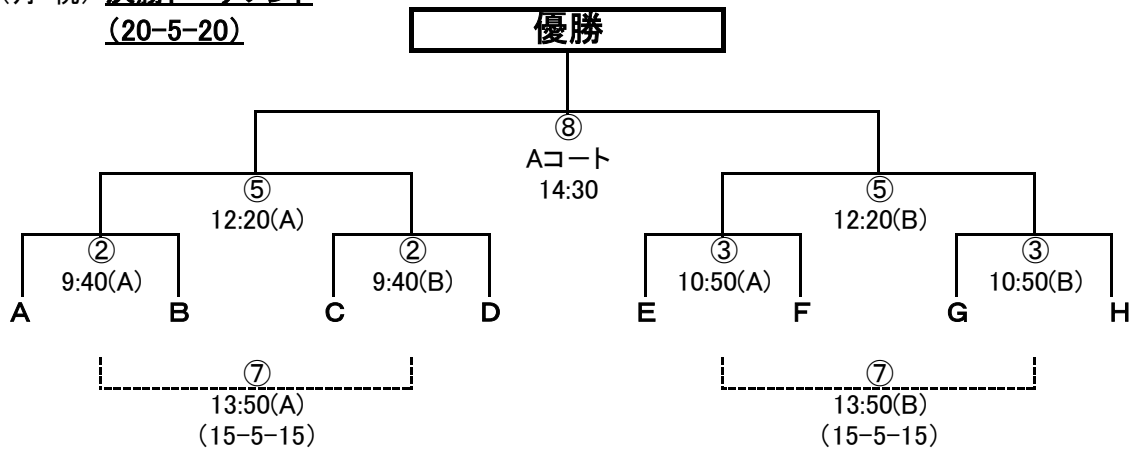 (20-5-20)
優勝
⑧
Aコート
14:30
⑤
12:20(A)
⑤
12:20(B)
②
9:40(A)
②
9:40(B)
③
10:50(A)
③
10:50(B)
A B C D E F G H
⑦
13:50(A)
(15-5-15)
⑦
13:50(B)
(15-5-15)